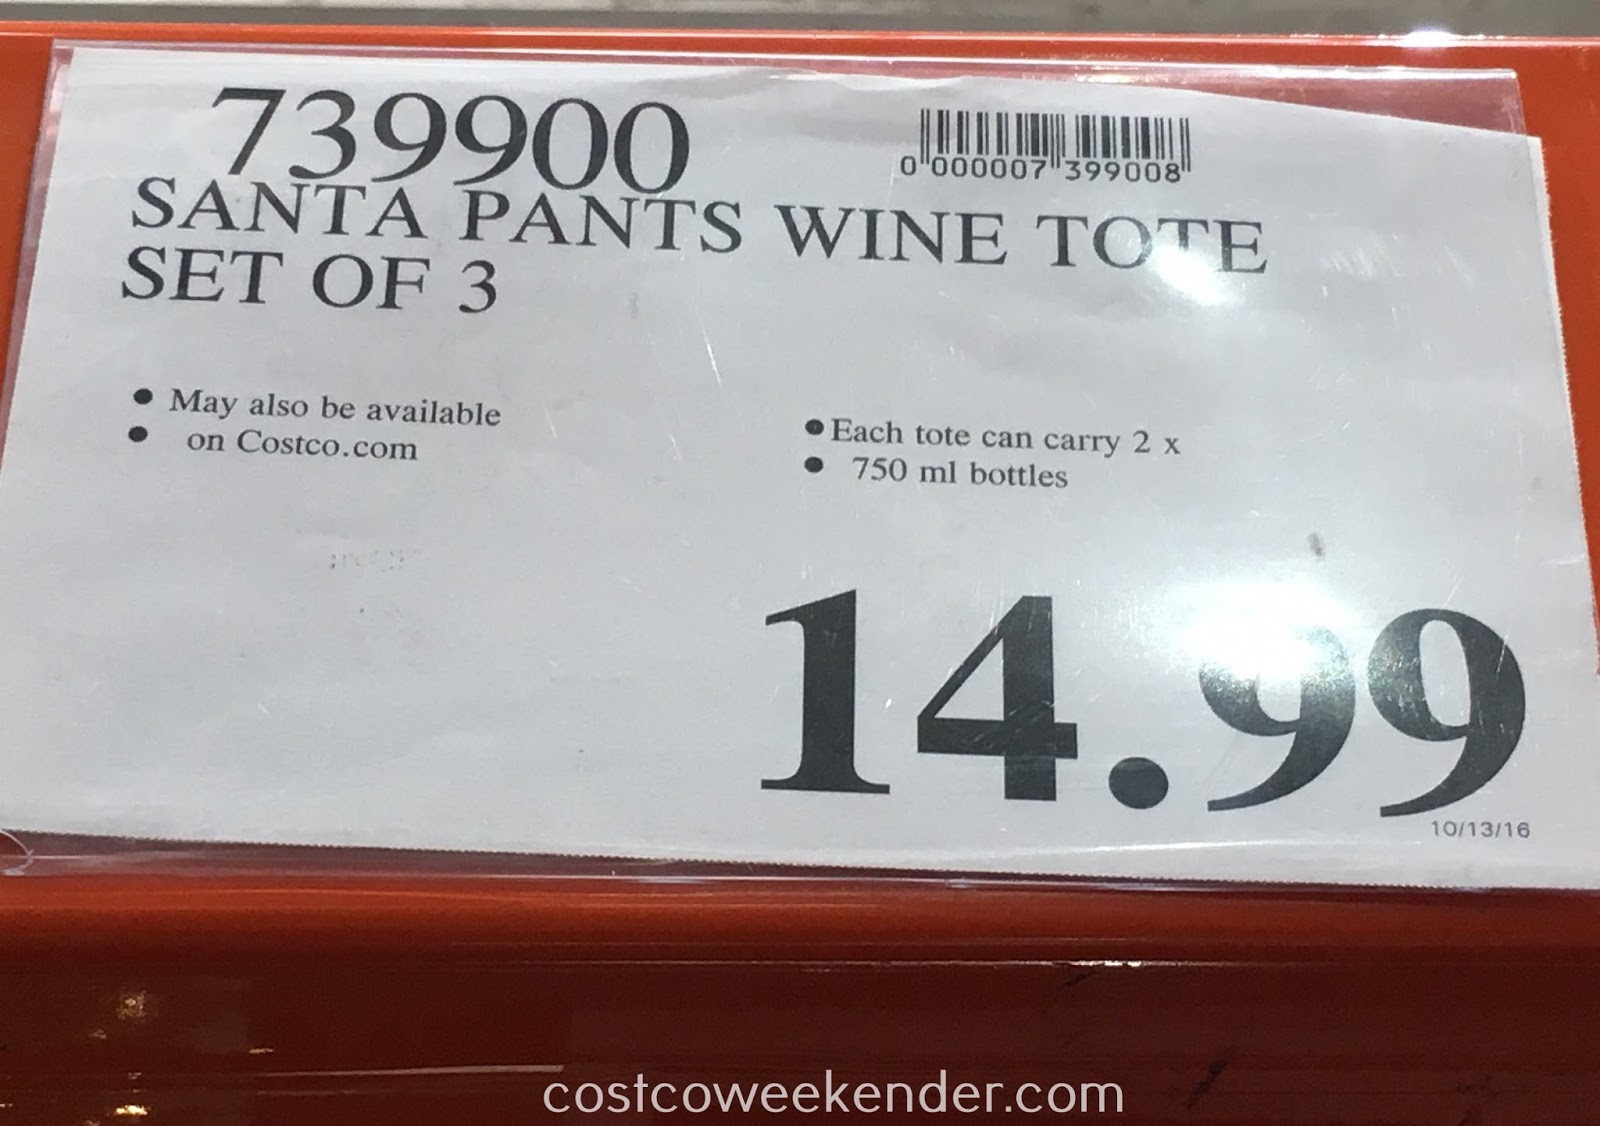 739900
0 000007 399008
SANTA PANTS WINE TOTE
SET OF 3
• May also be available
• on Costco.com
• Each tote can carry 2 x
• 750 ml bottles
14.99
10/13/16
costcoweekender.com